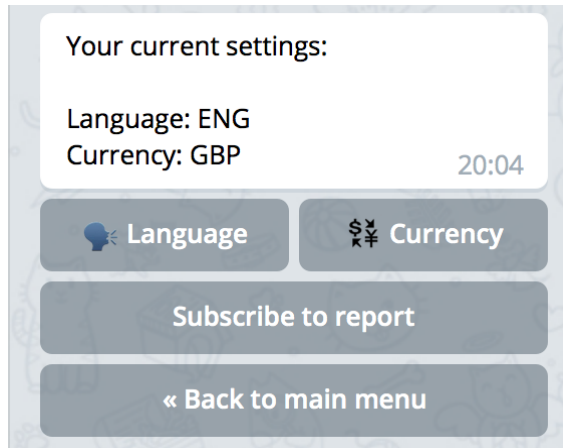 Your current settings:
Language: ENG
Currency: GBP
20:04
🗣 Language
💱 Currency
Subscribe to report
« Back to main menu